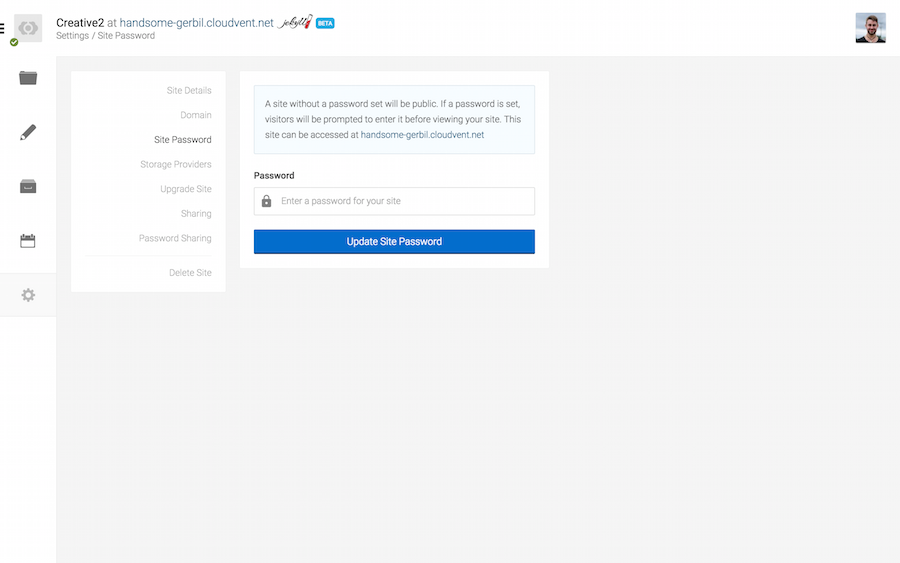 Creative2 at handsome-gerbil.cloudvent.net jekyll BETA
Settings / Site Password
Site Details
Domain
Site Password
Storage Providers
Upgrade Site
Sharing
Password Sharing
Delete Site
A site without a password set will be public. If a password is set,
visitors will be prompted to enter it before viewing your site. This
site can be accessed at handsome-gerbil.cloudvent.net
Password
Enter a password for your site
Update Site Password